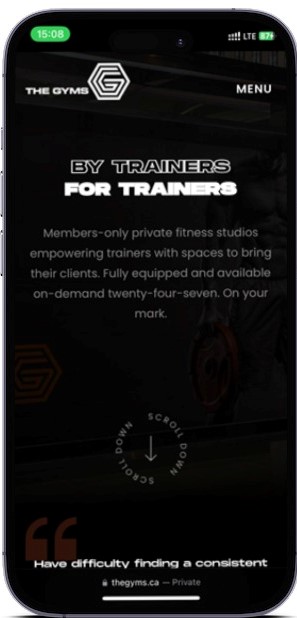 15:08
LTE 87
THE GYMS
MENU
BY TRAINERS
FOR TRAINERS
Members-only private fitness studios
empowering trainers with spaces to bring
their clients. Fully equipped and available
on-demand twenty-four-seven. On your
mark.
SCROLL DOWN SCROLL DOWN
“
Have difficulty finding a consistent
thegyms.ca — Private